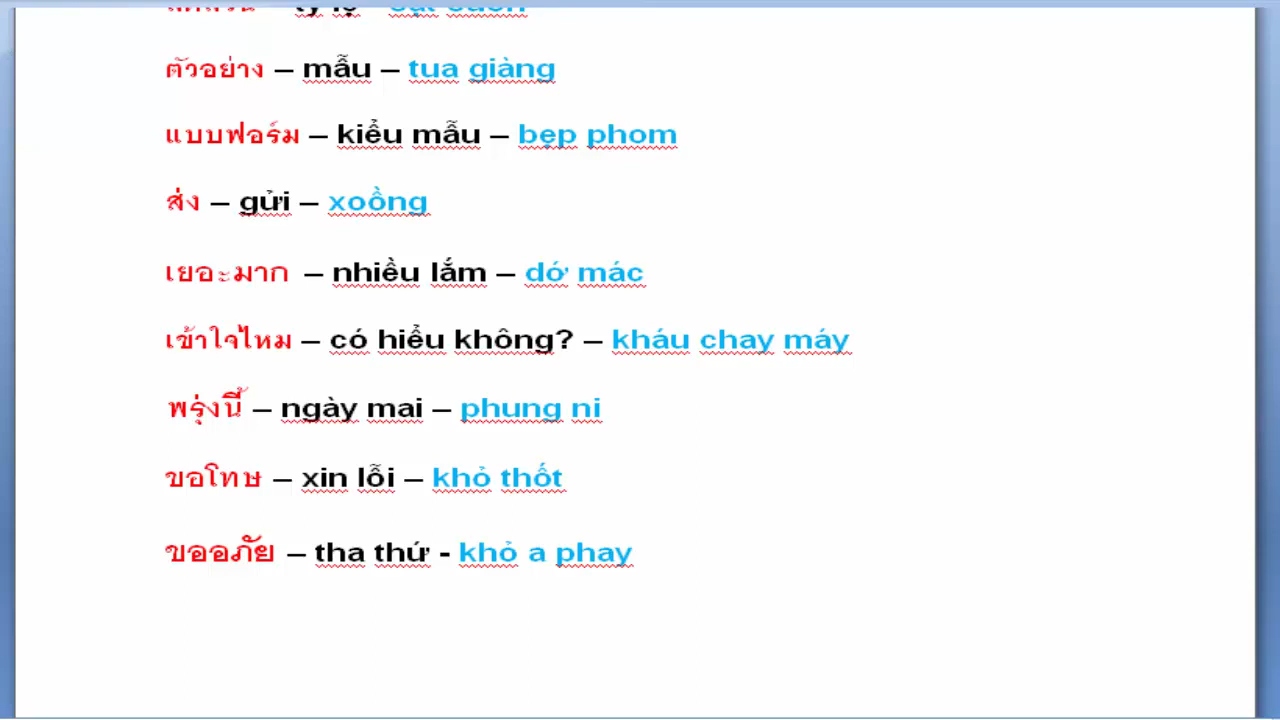 ตัวอย่าง – mẫu – tua giàng
แบบฟอร์ม – kiểu mẫu – bẹp phom
ส่ง – gửi – xoồng
เยอะมาก – nhiều lắm – dớ mác
เข้าใจไหม – có hiểu không? – kháu chay máy
พรุ่งนี้ – ngày mai – phung ni
ขอโทษ – xin lỗi – khỏ thốt
ขออภัย – tha thứ - khỏ a phay